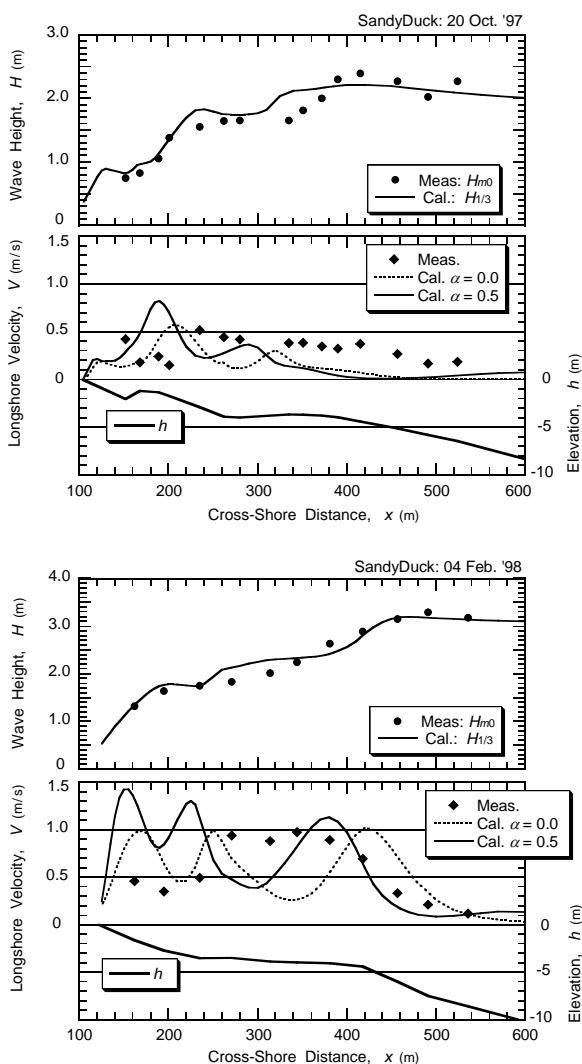 SandyDuck: 20 Oct. '97
3.0
2.0
1.0
0
Wave Height, H (m)
Meas: Hm0
Cal.: H1/3
1.5
1.0
0.5
0
Longshore Velocity, V (m/s)
Meas.
Cal. α = 0.0
Cal. α = 0.5
h
0
-5
-10
Elevation, h (m)
100 200 300 400 500 600
Cross-Shore Distance, x (m)
SandyDuck: 04 Feb. '98
4.0
3.0
2.0
1.0
0
Wave Height, H (m)
Meas: Hm0
Cal.: H1/3
1.5
1.0
0.5
0
Longshore Velocity, V (m/s)
Meas.
Cal. α = 0.0
Cal. α = 0.5
h
0
-5
-10
Elevation, h (m)
100 200 300 400 500 600
Cross-Shore Distance, x (m)